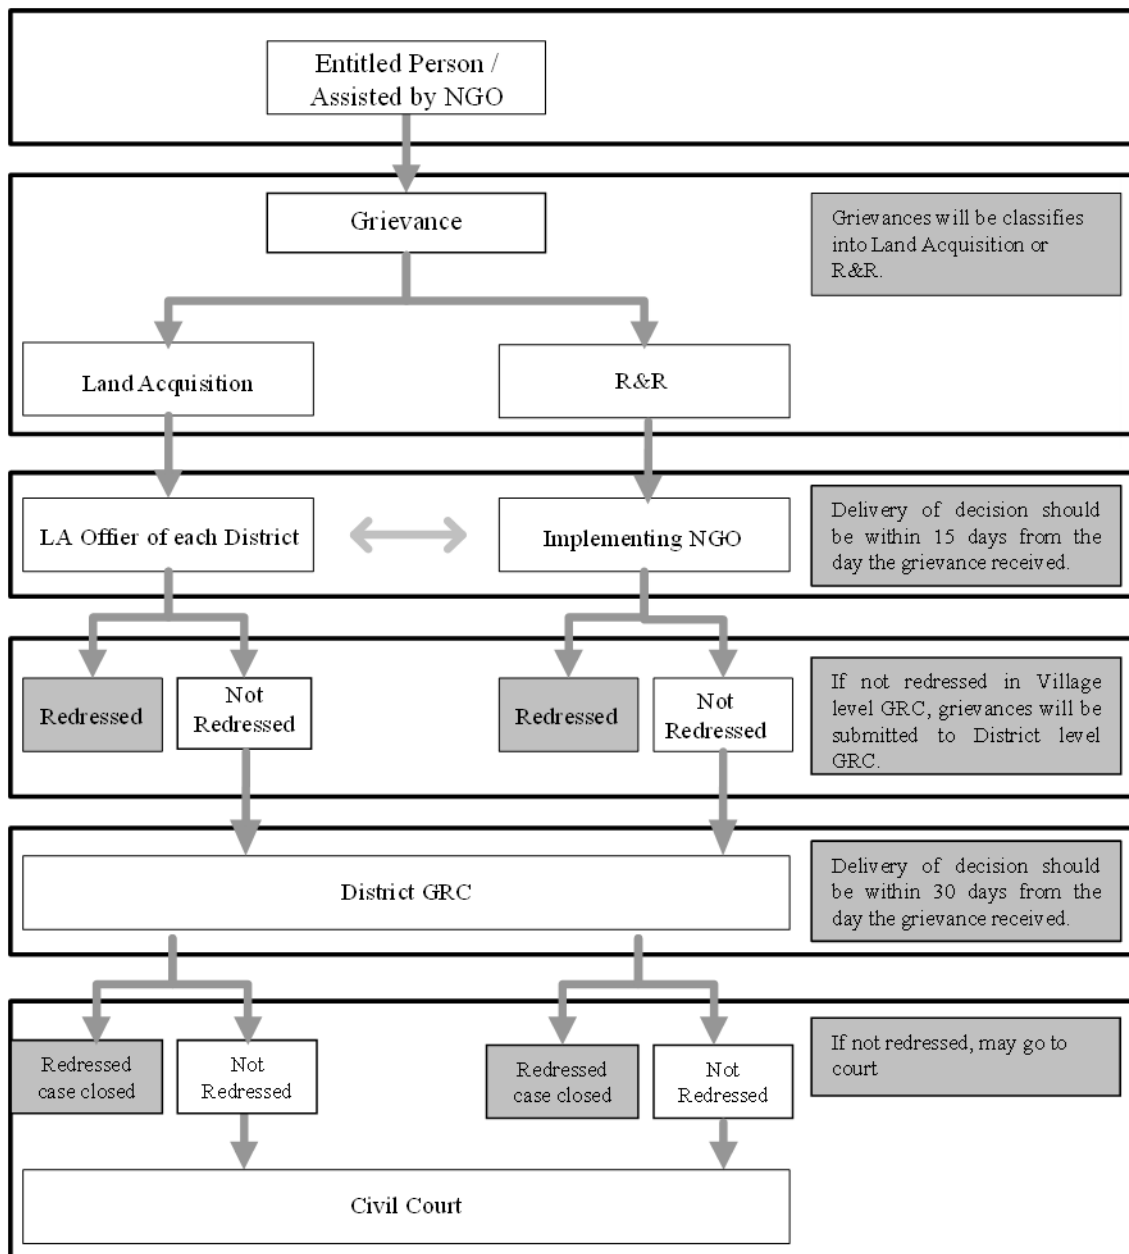 Entitled Person /
Assisted by NGO
Grievance
Grievances will be classifies
into Land Acquisition or
R&R.
Land Acquisition
R&R
LA Offier of each District
Implementing NGO
Delivery of decision should
be within 15 days from the
day the grievance received.
Redressed
Not
Redressed
Redressed
Not
Redressed
If not redressed in Village
level GRC, grievances will be
submitted to District level
GRC.
District GRC
Delivery of decision should
be within 30 days from the
day the grievance received.
Redressed
case closed
Not
Redressed
Redressed
case closed
Not
Redressed
If not redressed, may go to
court
Civil Court